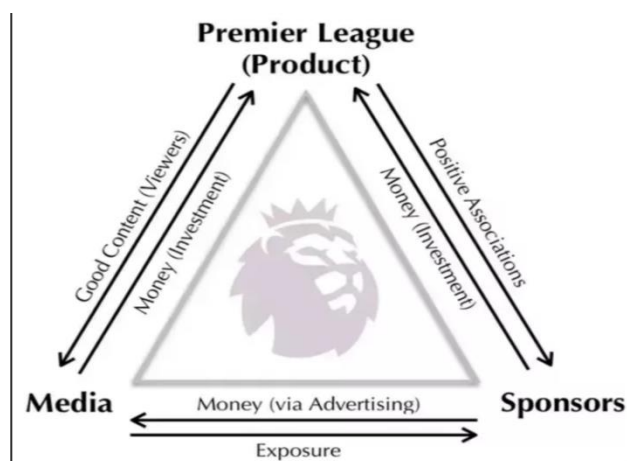 Premier League
(Product)
Good Content (Viewers)
Money (Investment)
Money (Investment)
Positive Associations
Media
Money (via Advertising)
Sponsors
Exposure